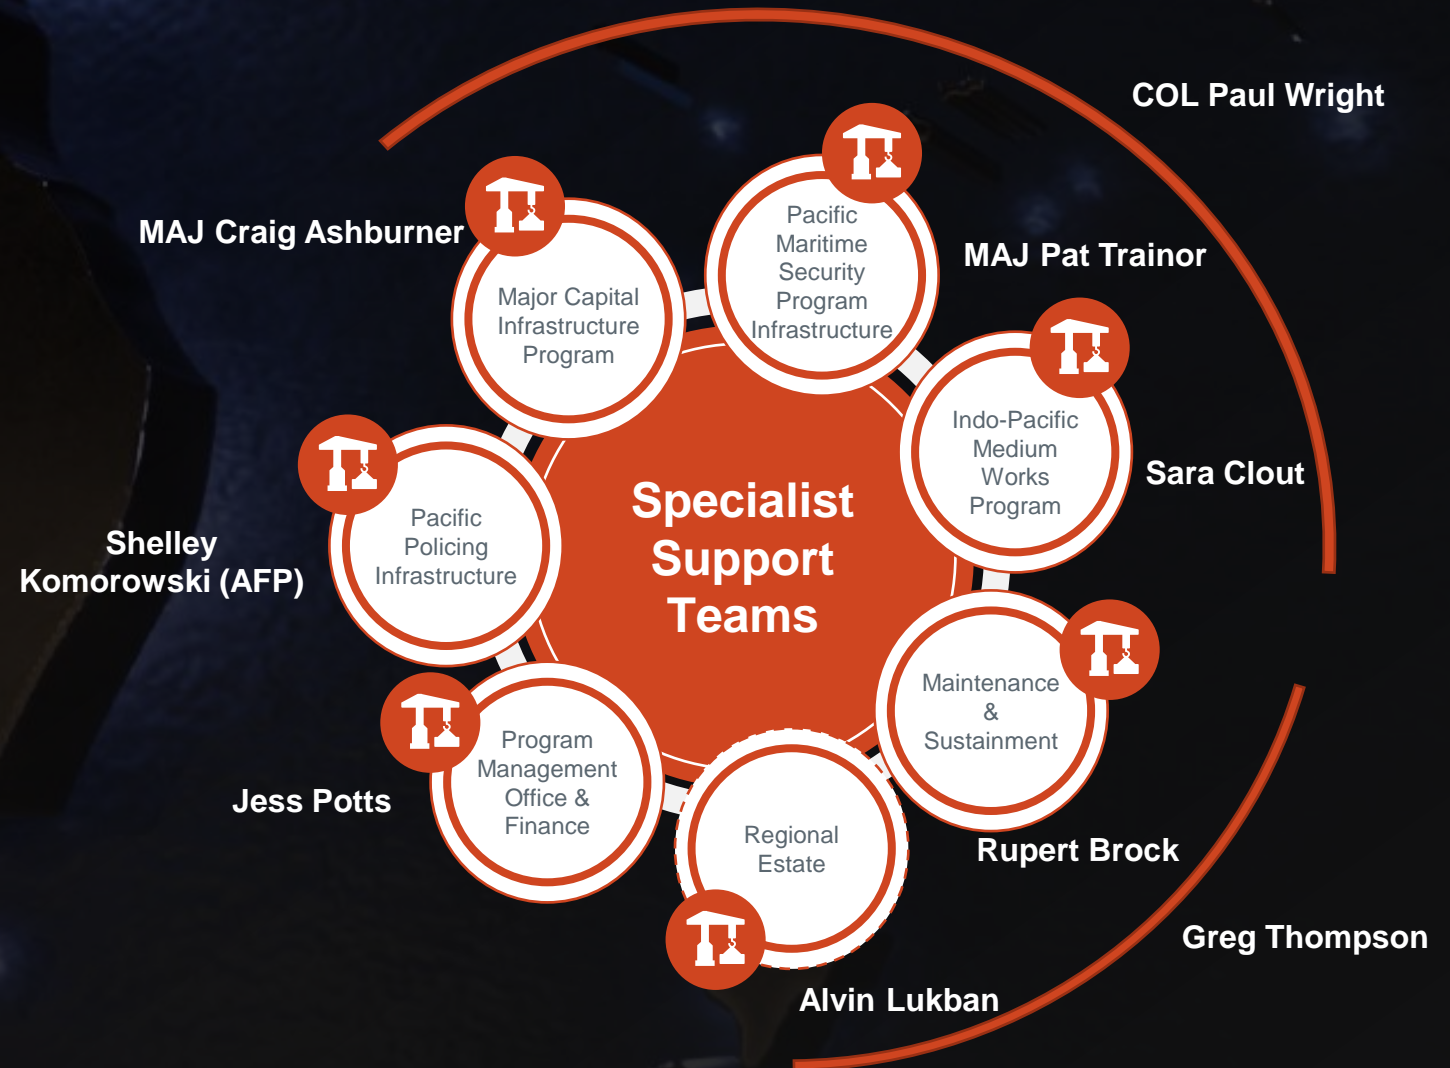 COL Paul Wright
MAJ Craig Ashburner
Major Capital
Infrastructure
Program
Pacific
Maritime
Security
Program
Infrastructure
MAJ Pat Trainor
Indo-Pacific
Medium
Works
Program
Sara Clout
Shelley
Komorowski (AFP)
Pacific
Policing
Infrastructure
Specialist
Support
Teams
Maintenance
&
Sustainment
Rupert Brock
Jess Potts
Program
Management
Office &
Finance
Regional
Estate
Alvin Lukban
Greg Thompson